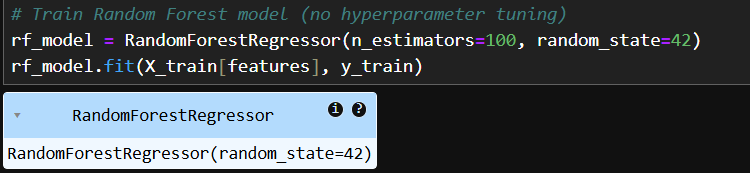 # Train Random Forest model (no hyperparameter tuning)
rf_model = RandomForestRegressor(n_estimators=100, random_state=42)
rf_model.fit(X_train[features], y_train)
▾ RandomForestRegressor i ?
RandomForestRegressor(random_state=42)